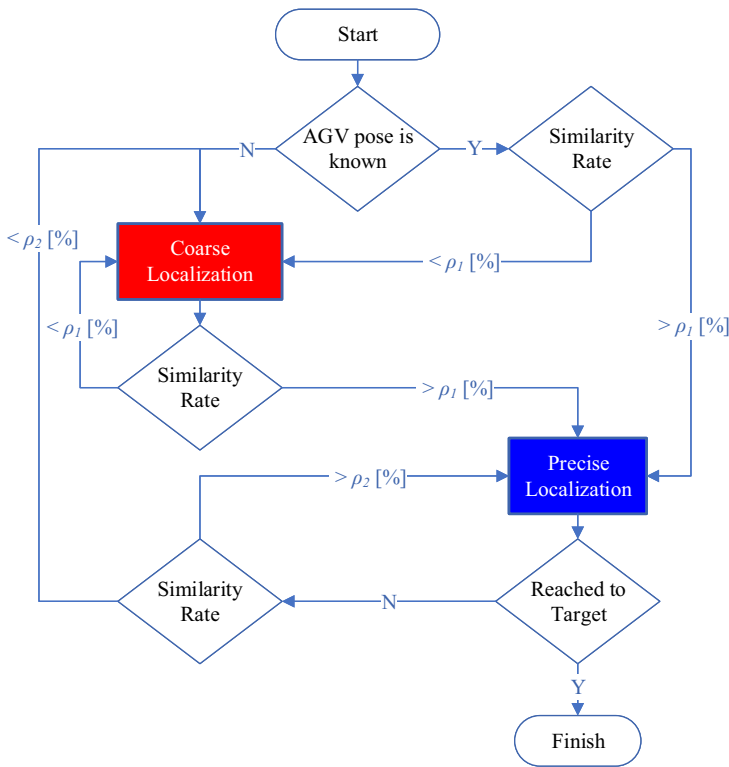 Start
AGV pose is
known
N
Y
Similarity
Rate
< ρ2 [%]
Coarse
Localization
< ρ1 [%]
< ρ1 [%]
> ρ1 [%]
Similarity
Rate
> ρ1 [%]
Precise
Localization
> ρ2 [%]
Similarity
Rate
N
Reached to
Target
Y
Finish